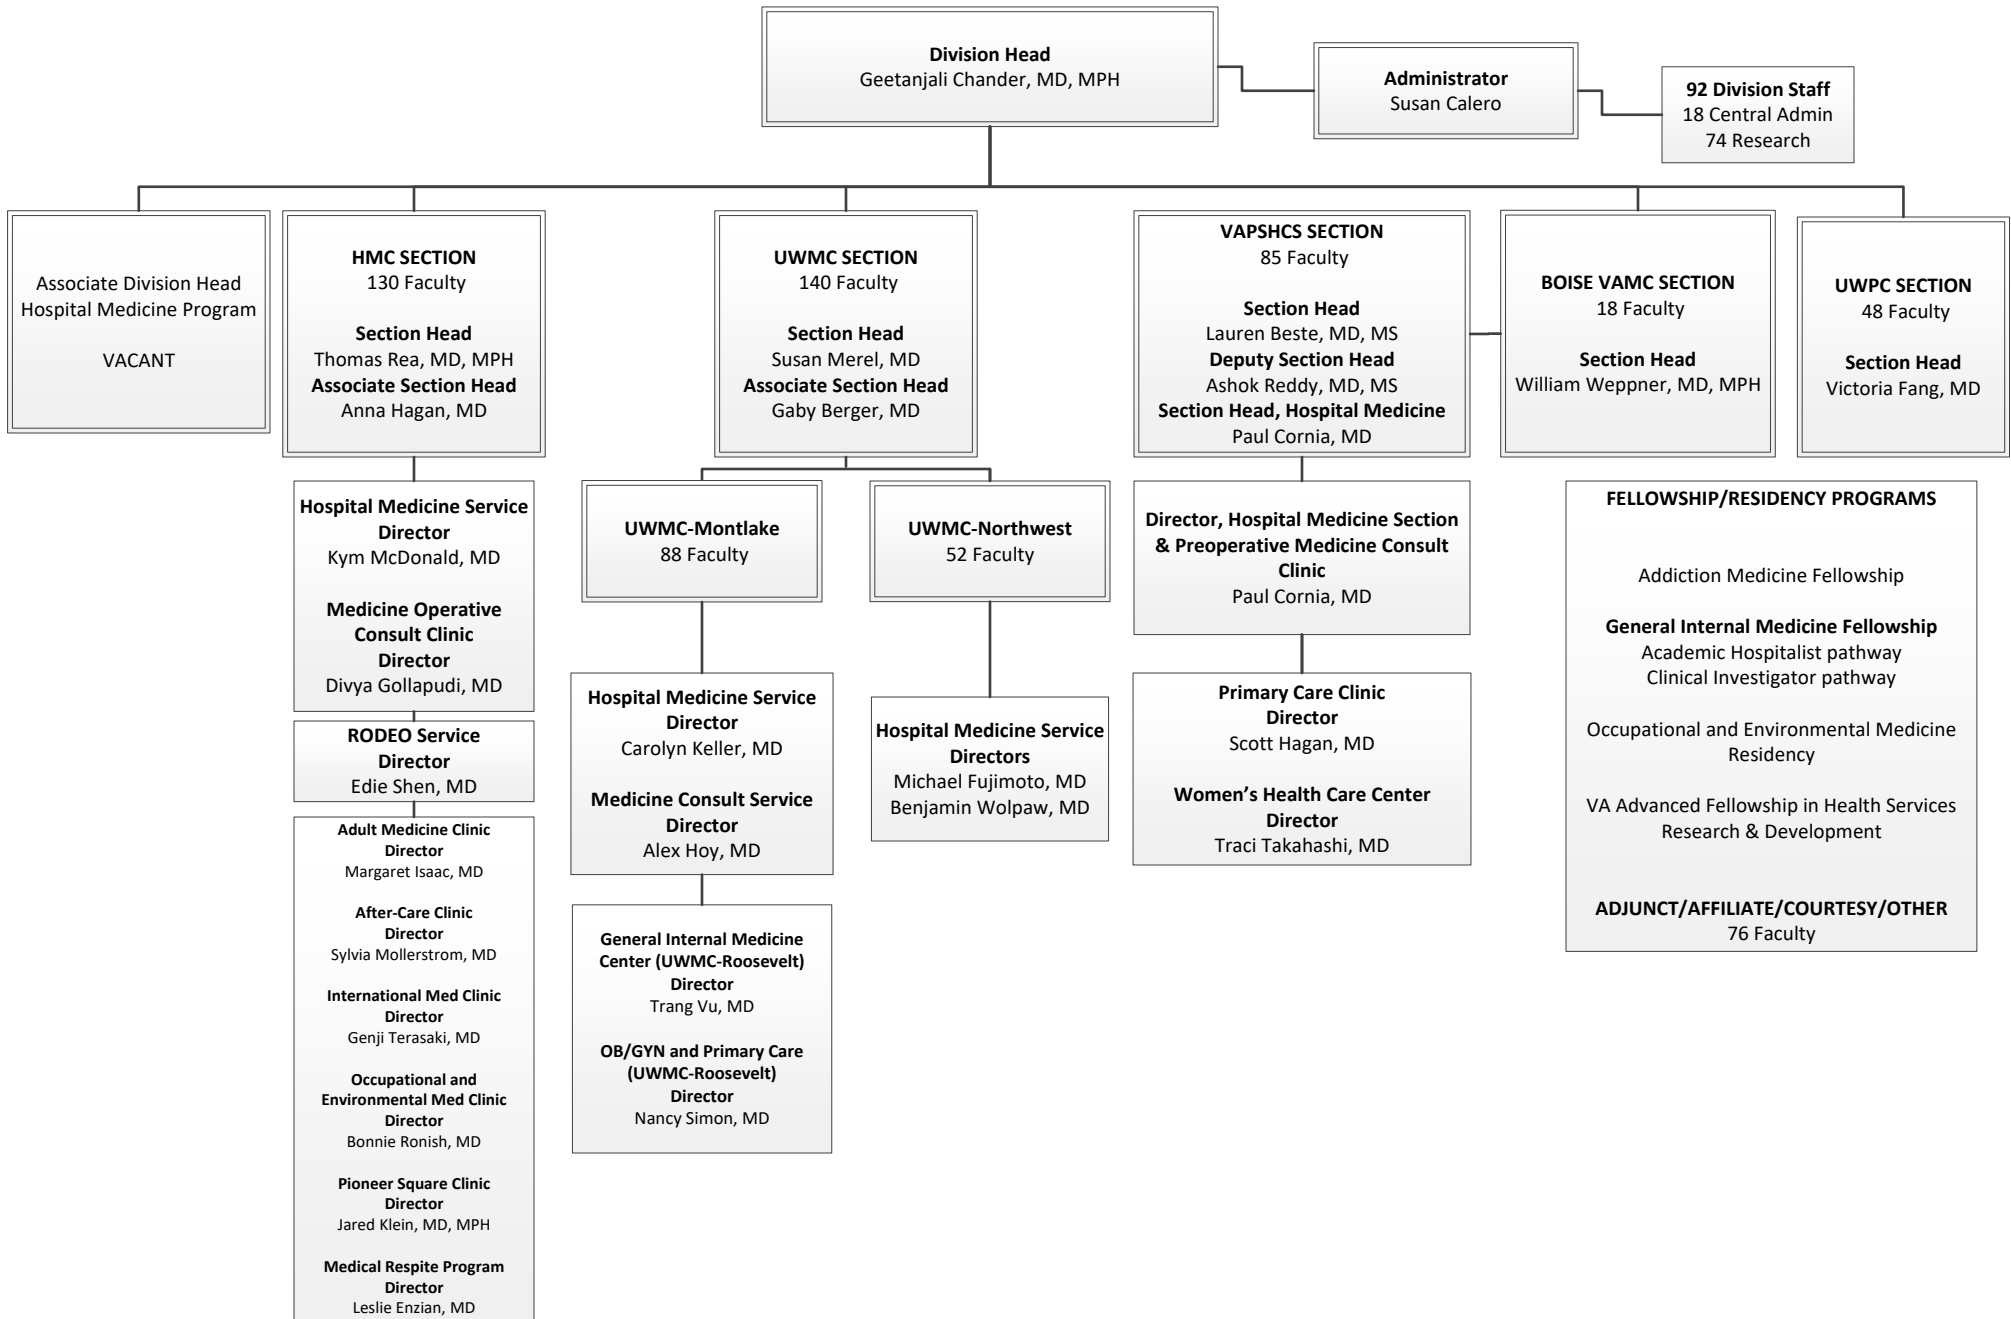 Division Head
Geetanjali Chander, MD, MPH
Administrator
Susan Calero
92 Division Staff
18 Central Admin
74 Research
Associate Division Head
Hospital Medicine Program
VACANT
HMC SECTION
130 Faculty
Section Head
Thomas Rea, MD, MPH
Associate Section Head
Anna Hagan, MD
UWMC SECTION
140 Faculty
Section Head
Susan Merel, MD
Associate Section Head
Gaby Berger, MD
VAPSHCS SECTION
85 Faculty
Section Head
Lauren Beste, MD, MS
Deputy Section Head
Ashok Reddy, MD, MS
Section Head, Hospital Medicine
Paul Cornia, MD
BOISE VAMC SECTION
18 Faculty
Section Head
William Weppner, MD, MPH
UWPC SECTION
48 Faculty
Section Head
Victoria Fang, MD
Hospital Medicine Service
Director
Kym McDonald, MD
Medicine Operative
Consult Clinic
Director
Divya Gollapudi, MD
RODEO Service
Director
Edie Shen, MD
Adult Medicine Clinic
Director
Margaret Isaac, MD
After-Care Clinic
Director
Sylvia Mollerstrom, MD
International Med Clinic
Director
Genji Terasaki, MD
Occupational and
Environmental Med Clinic
Director
Bonnie Ronish, MD
Pioneer Square Clinic
Director
Jared Klein, MD, MPH
Medical Respite Program
Director
Leslie Enzian, MD
UWMC-Montlake
88 Faculty
Hospital Medicine Service
Director
Carolyn Keller, MD
Medicine Consult Service
Director
Alex Hoy, MD
General Internal Medicine
Center (UWMC-Roosevelt)
Director
Trang Vu, MD
OB/GYN and Primary Care
(UWMC-Roosevelt)
Director
Nancy Simon, MD
UWMC-Northwest
52 Faculty
Hospital Medicine Service
Directors
Michael Fujimoto, MD
Benjamin Wolpaw, MD
Director, Hospital Medicine Section
& Preoperative Medicine Consult
Clinic
Paul Cornia, MD
Primary Care Clinic
Director
Scott Hagan, MD
Women’s Health Care Center
Director
Traci Takahashi, MD
FELLOWSHIP/RESIDENCY PROGRAMS
Addiction Medicine Fellowship
General Internal Medicine Fellowship
Academic Hospitalist pathway
Clinical Investigator pathway
Occupational and Environmental Medicine
Residency
VA Advanced Fellowship in Health Services
Research & Development
ADJUNCT/AFFILIATE/COURTESY/OTHER
76 Faculty